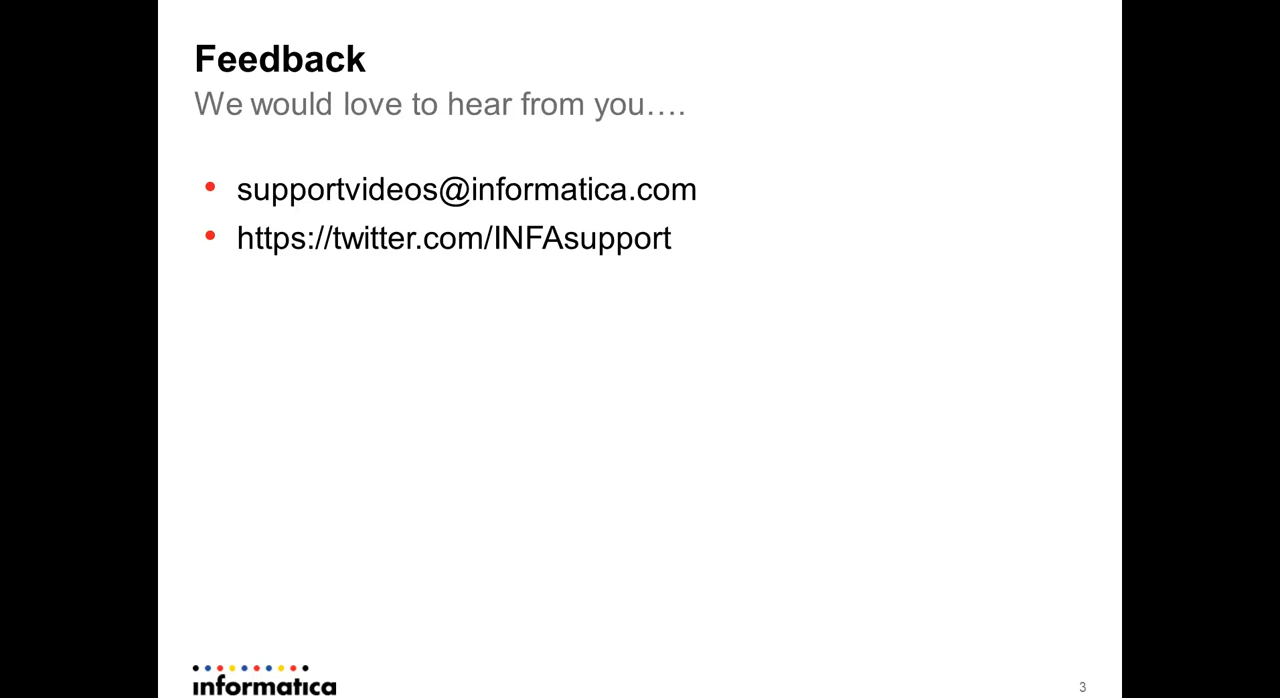 Feedback
We would love to hear from you….
• supportvideos@informatica.com
• https://twitter.com/INFAsupport
informatica
3